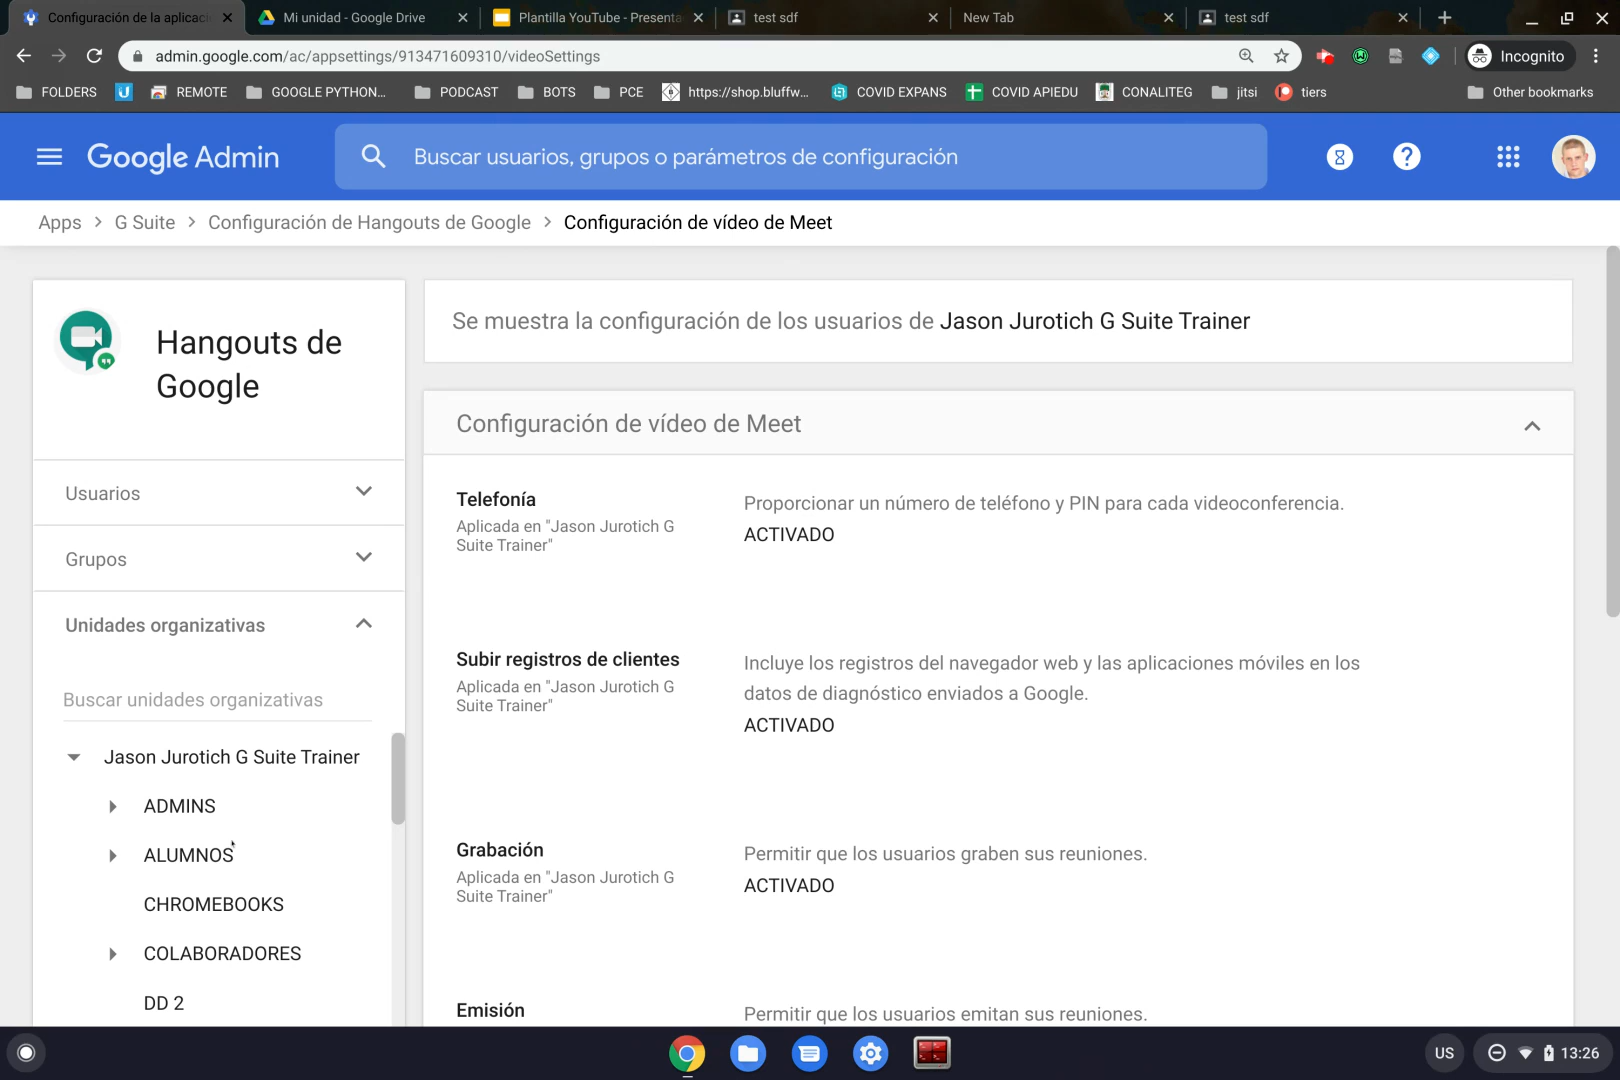 Configuración de la aplicaci
Mi unidad - Google Drive
Plantilla YouTube - Presenta
test sdf
New Tab
test sdf
admin.google.com/ac/appsettings/913471609310/videoSettings
Incognito
FOLDERS
REMOTE
GOOGLE PYTHON...
PODCAST
BOTS
PCE
https://shop.bluffw...
COVID EXPANS
COVID APIEDU
CONALITEG
jitsi
tiers
Other bookmarks
Google Admin
Buscar usuarios, grupos o parámetros de configuración
Apps > G Suite > Configuración de Hangouts de Google > Configuración de vídeo de Meet
Hangouts de
Google
Usuarios
Grupos
Unidades organizativas
Buscar unidades organizativas
Jason Jurotich G Suite Trainer
ADMINS
ALUMNOS
CHROMEBOOKS
COLABORADORES
DD 2
Se muestra la configuración de los usuarios de Jason Jurotich G Suite Trainer
Configuración de vídeo de Meet
Telefonía
Aplicada en "Jason Jurotich G
Suite Trainer"
Proporcionar un número de teléfono y PIN para cada videoconferencia.
ACTIVADO
Subir registros de clientes
Aplicada en "Jason Jurotich G
Suite Trainer"
Incluye los registros del navegador web y las aplicaciones móviles en los
datos de diagnóstico enviados a Google.
ACTIVADO
Grabación
Aplicada en "Jason Jurotich G
Suite Trainer"
Permitir que los usuarios graben sus reuniones.
ACTIVADO
Emisión
Permitir que los usuarios emitan sus reuniones.
US
13:26